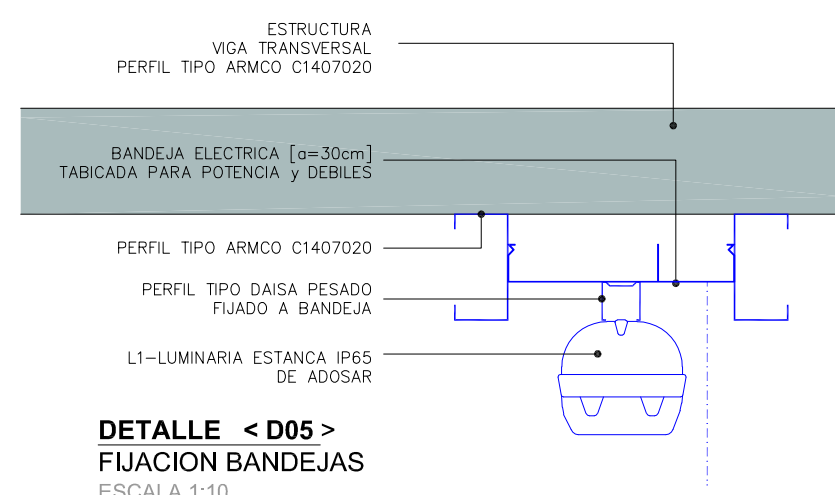 ESTRUCTURA
VIGA TRANSVERSAL
PERFIL TIPO ARMCO C1407020
BANDEJA ELECTRICA [a=30cm]
TABICADA PARA POTENCIA y DEBILES
PERFIL TIPO ARMCO C1407020
PERFIL TIPO DAISA PESADO
FIJADO A BANDEJA
L1-LUMINARIA ESTANCA IP65
DE ADOSAR
DETALLE < D05 >
FIJACION BANDEJAS
ESCALA 1:10